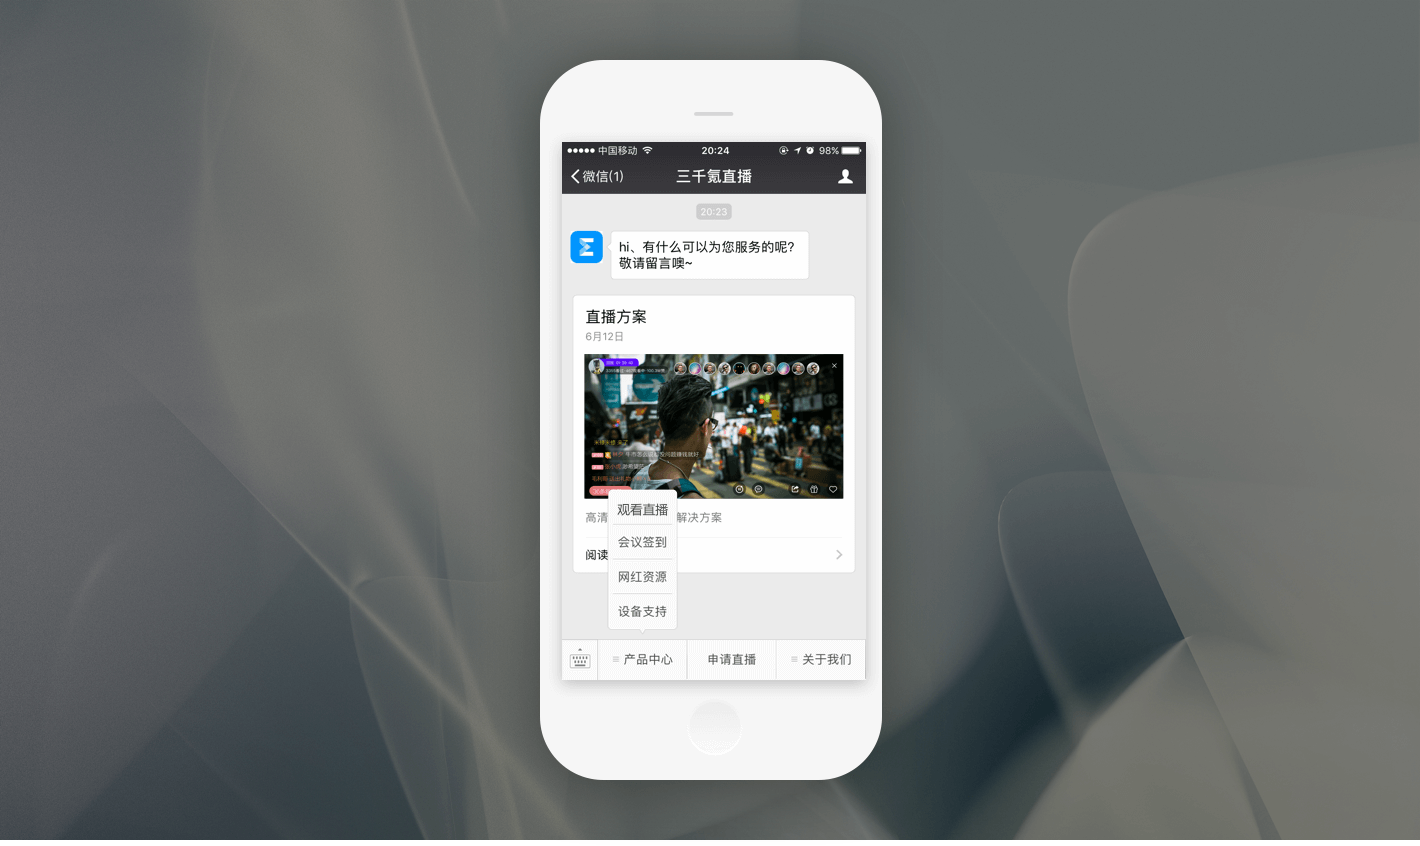 中国移动
20:24
98%
微信(1)
三千氪直播
20:23
hi、有什么可以为您服务的呢?
敬请留言噢~
直播方案
6月12日
观看直播
高清
解决方案
会议签到
阅读
网红资源
设备支持
产品中心
申请直播
关于我们